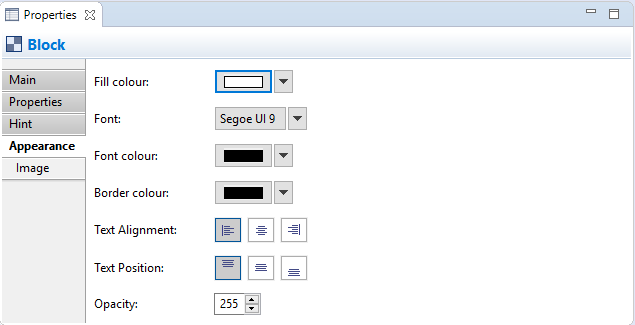 Properties
Block
Main
Properties
Hint
Appearance
Image
Fill colour:
Font: Segoe UI 9
Font colour:
Border colour:
Text Alignment:
Text Position:
Opacity: 255